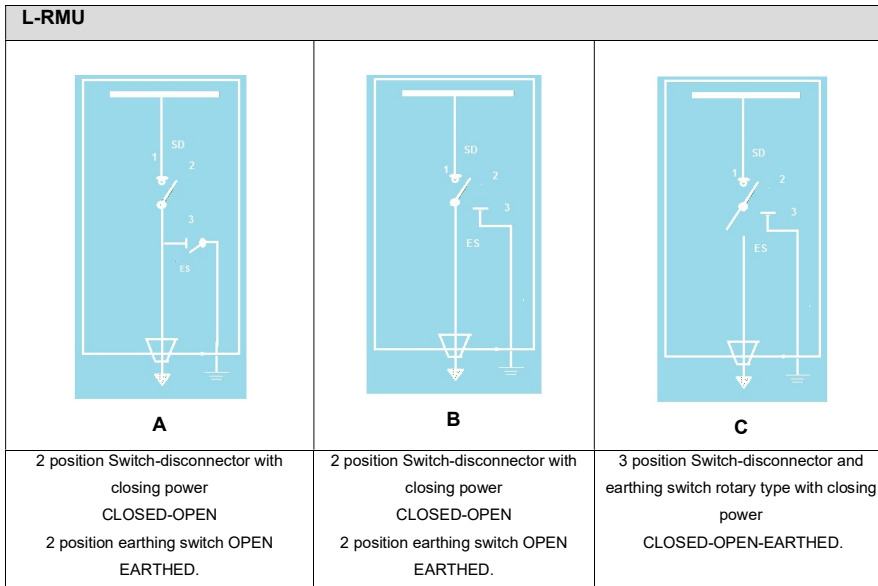 L-RMU
SD
1
2
3
ES
A
SD
1
2
3
ES
B
SD
1
2
3
ES
C
2 position Switch-disconnector with
closing power
CLOSED-OPEN
2 position earthing switch OPEN
EARTHED.
2 position Switch-disconnector with
closing power
CLOSED-OPEN
2 position earthing switch OPEN
EARTHED.
3 position Switch-disconnector and
earthing switch rotary type with closing
power
CLOSED-OPEN-EARTHED.